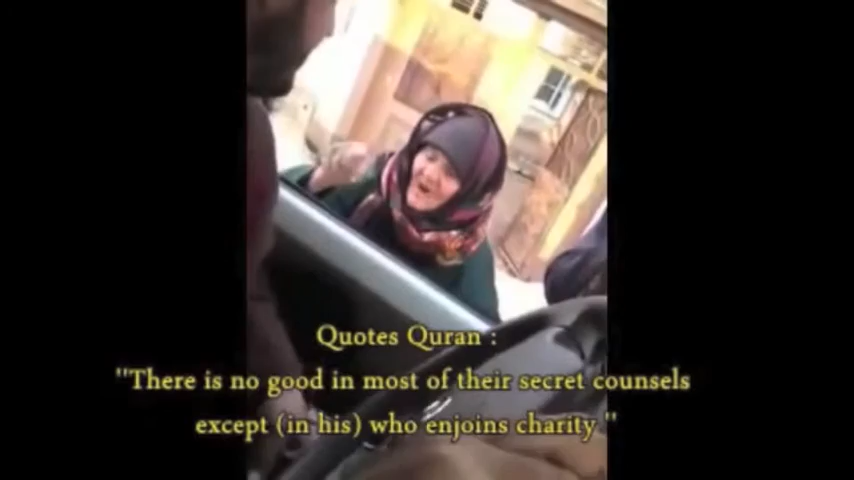 Quotes Quran :
"There is no good in most of their secret counsels
except (in his) who enjoins charity "